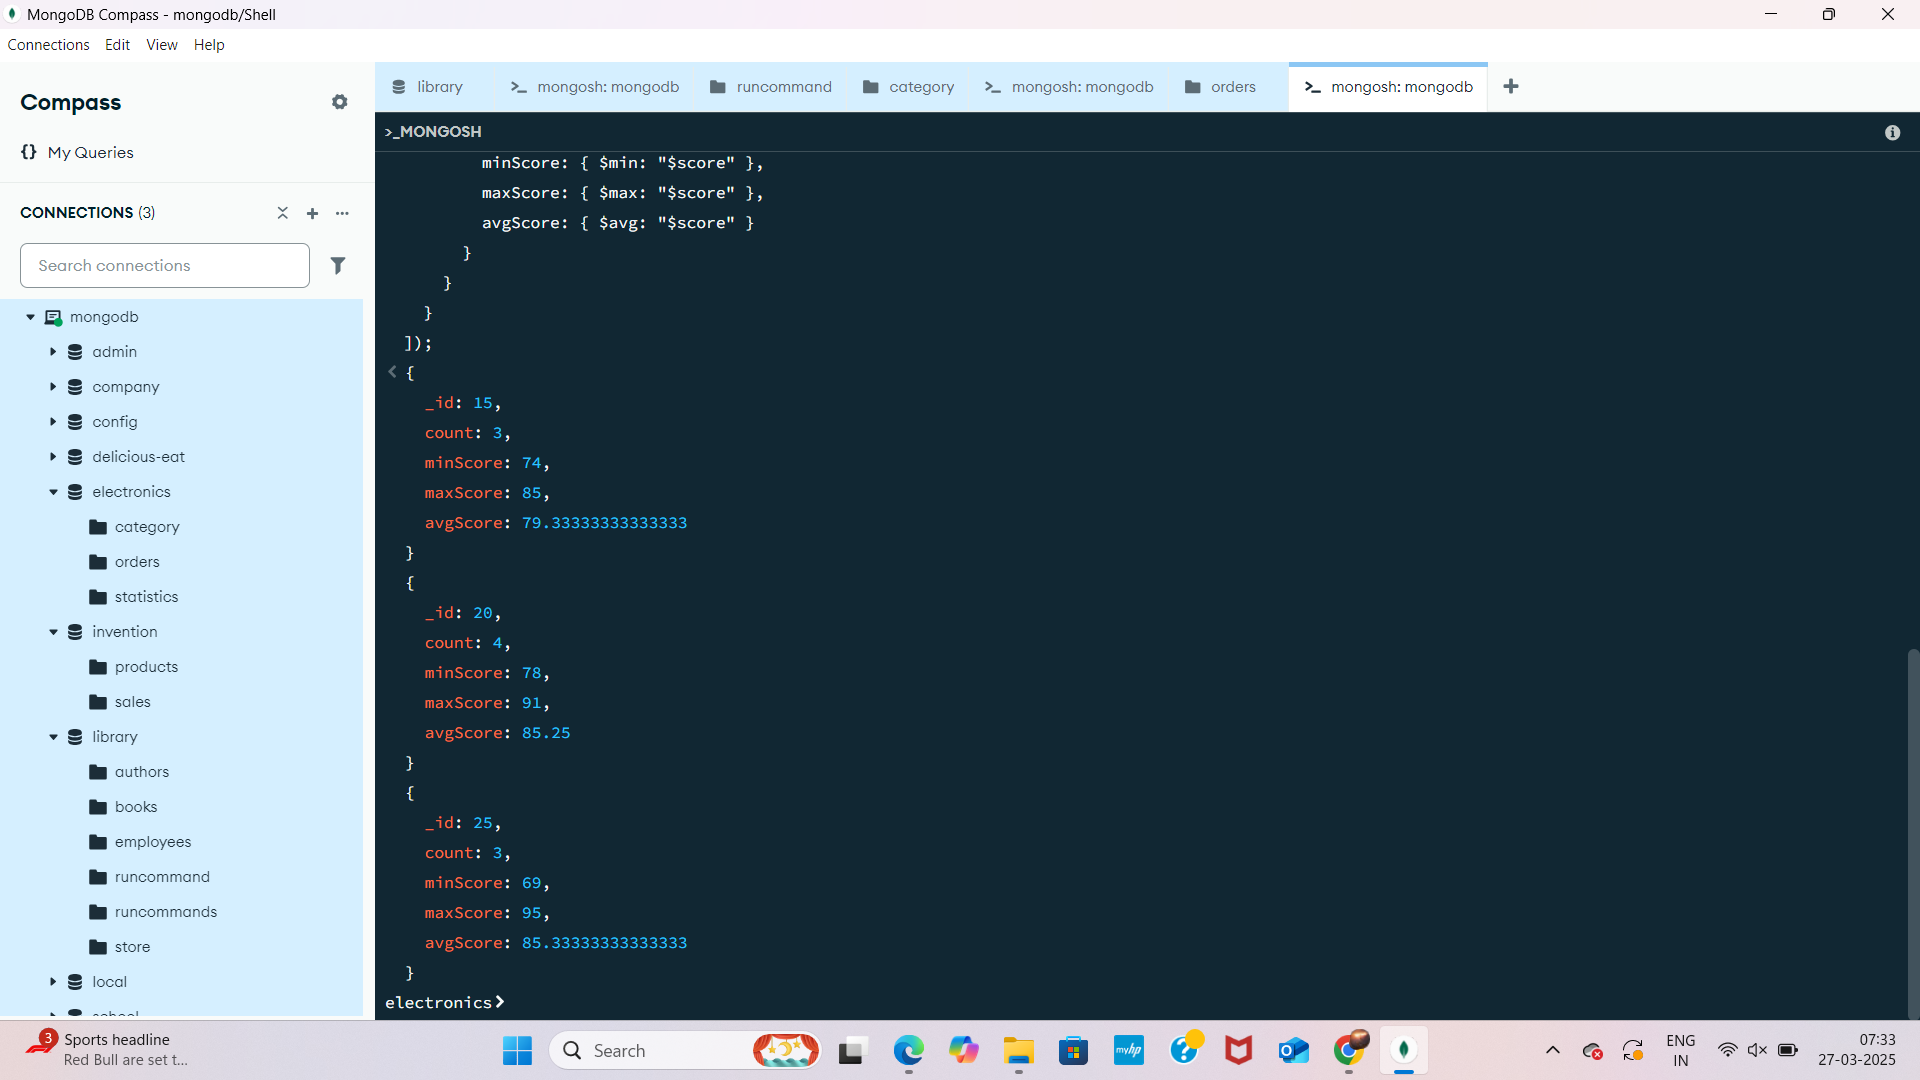 MongoDB Compass - mongodb/Shell
Connections Edit View Help
Compass
{} My Queries
CONNECTIONS (3)
Search connections
mongodb
admin
company
config
delicious-eat
electronics
category
orders
statistics
invention
products
sales
library
authors
books
employees
runcommand
runcommands
store
local
school
library >_ mongosh: mongodb runcommand category >_ mongosh: mongodb orders >_ mongosh: mongodb +
>_MONGOSH
minScore: { $min: "$score" },
maxScore: { $max: "$score" },
avgScore: { $avg: "$score" }
}
}
}
]);
< {
_id: 15,
count: 3,
minScore: 74,
maxScore: 85,
avgScore: 79.33333333333333
}
{
_id: 20,
count: 4,
minScore: 78,
maxScore: 91,
avgScore: 85.25
}
{
_id: 25,
count: 3,
minScore: 69,
maxScore: 95,
avgScore: 85.33333333333333
}
electronics>
3
Sports headline
Red Bull are set t...
Search
myhp
ENG
IN
07:33
27-03-2025